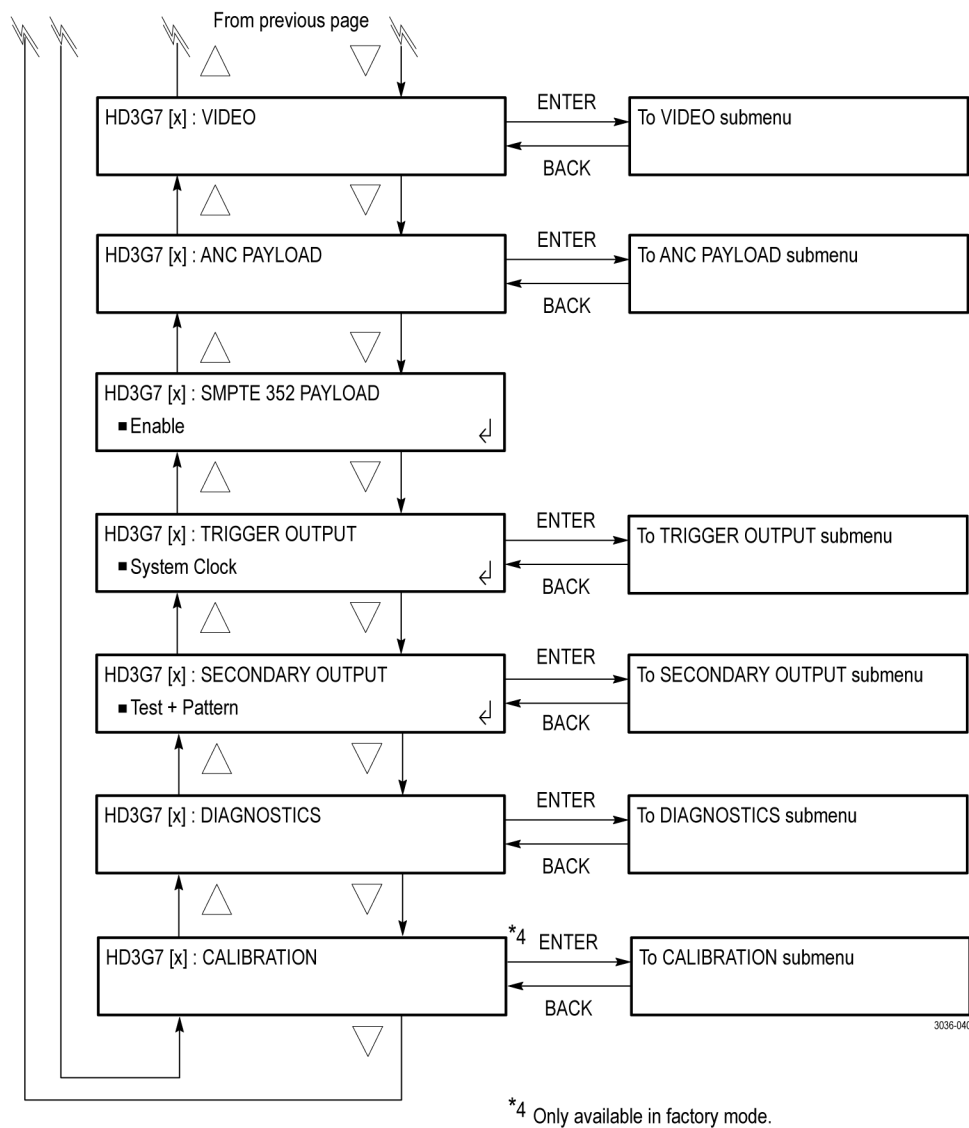 From previous page
HD3G7 [x] : VIDEO
ENTER
To VIDEO submenu
BACK
HD3G7 [x] : ANC PAYLOAD
ENTER
To ANC PAYLOAD submenu
BACK
HD3G7 [x] : SMPTE 352 PAYLOAD
■ Enable
HD3G7 [x] : TRIGGER OUTPUT
■ System Clock
ENTER
To TRIGGER OUTPUT submenu
BACK
HD3G7 [x] : SECONDARY OUTPUT
■ Test + Pattern
ENTER
To SECONDARY OUTPUT submenu
BACK
HD3G7 [x] : DIAGNOSTICS
ENTER
To DIAGNOSTICS submenu
BACK
HD3G7 [x] : CALIBRATION
*4 ENTER
To CALIBRATION submenu
BACK
3036-040
*4 Only available in factory mode.